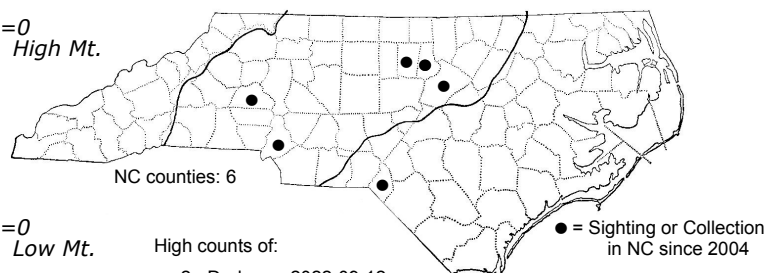 =0
High Mt.
NC counties: 6
=0
Low Mt.
High counts of:
● = Sighting or Collection
in NC since 2004